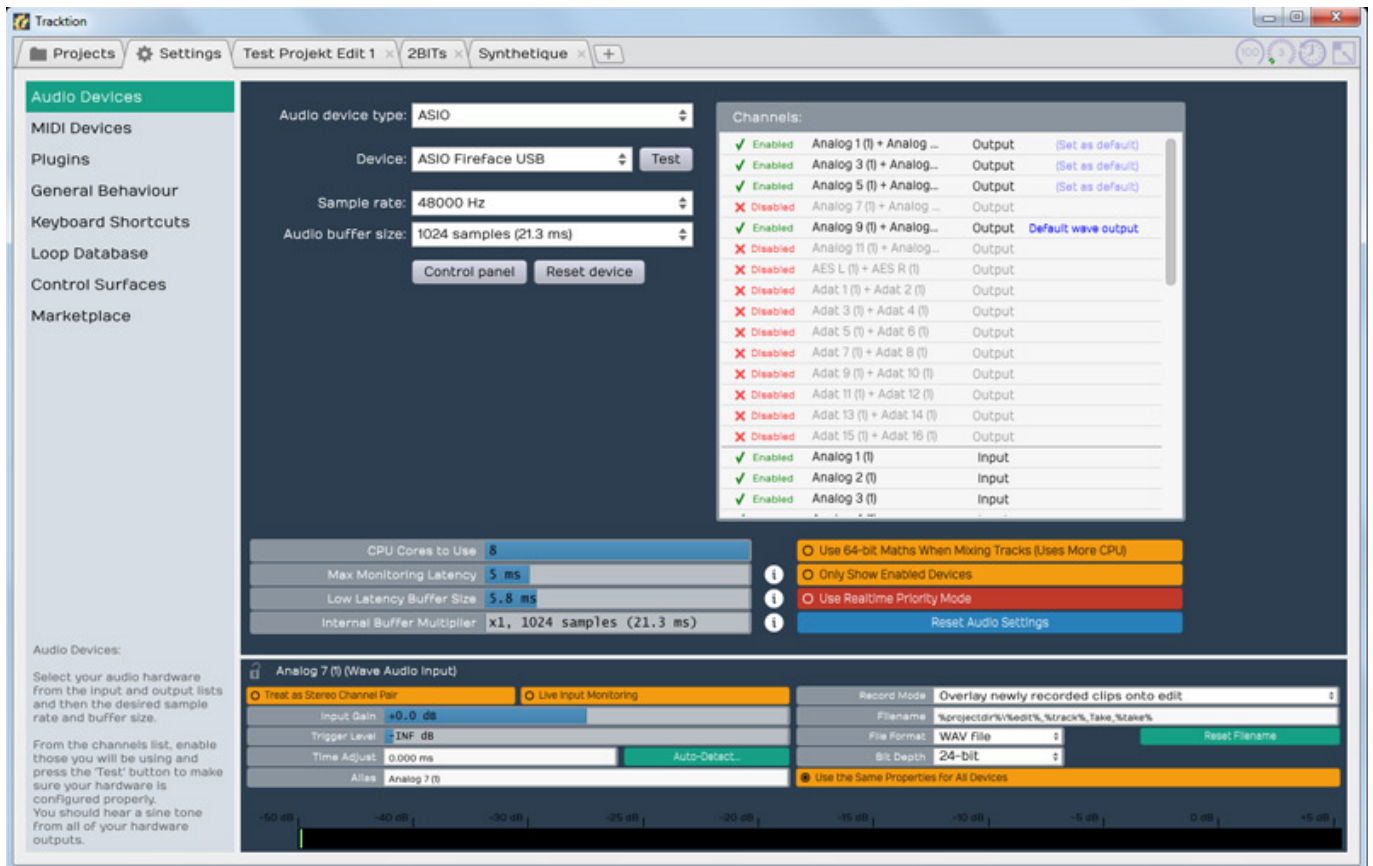 Tracktion
Projects
Settings
Test Projekt Edit 1
2BITs
Synthetique
100
3
Audio Devices
MIDI Devices
Plugins
General Behaviour
Keyboard Shortcuts
Loop Database
Control Surfaces
Marketplace
Audio Devices:
Select your audio hardware
from the input and output lists
and then the desired sample
rate and buffer size.
From the channels list, enable
those you will be using and
press the 'Test' button to make
sure your hardware is
configured properly.
You should hear a sine tone
from all of your hardware
outputs.
Audio device type: ASIO
Device: ASIO Fireface USB Test
Sample rate: 48000 Hz
Audio buffer size: 1024 samples (21.3 ms)
Control panel Reset device
Channels:
Enabled Analog 1 (1) + Analog ... Output (Set as default)
Enabled Analog 3 (1) + Analog... Output (Set as default)
Enabled Analog 5 (1) + Analog... Output (Set as default)
Disabled Analog 7 (1) + Analog ... Output
Enabled Analog 9 (1) + Analog... Output Default wave output
Disabled Analog 11 (1) + Analog... Output
Disabled AES L (1) + AES R (1) Output
Disabled Adat 1 (1) + Adat 2 (1) Output
Disabled Adat 3 (1) + Adat 4 (1) Output
Disabled Adat 5 (1) + Adat 6 (1) Output
Disabled Adat 7 (1) + Adat 8 (1) Output
Disabled Adat 9 (1) + Adat 10 (1) Output
Disabled Adat 11 (1) + Adat 12 (1) Output
Disabled Adat 13 (1) + Adat 14 (1) Output
Disabled Adat 15 (1) + Adat 16 (1) Output
Enabled Analog 1 (1) Input
Enabled Analog 2 (1) Input
Enabled Analog 3 (1) Input
CPU Cores to Use 8
Max Monitoring Latency 5 ms
Low Latency Buffer Size 5.8 ms
Internal Buffer Multiplier x1, 1024 samples (21.3 ms)
Use 64-bit Maths When Mixing Tracks (Uses More CPU)
Only Show Enabled Devices
Use Realtime Priority Mode
Reset Audio Settings
Analog 7 (1) (Wave Audio Input)
Treat as Stereo Channel Pair
Live Input Monitoring
Input Gain +0.0 dB
Trigger Level -INF dB
Time Adjust 0.000 ms Auto-Detect...
Alias Analog 7 (1)
Record Mode Overlay newly recorded clips onto edit
Filename %projectdir%\%edit%_%track%_Take_%take%
File Format WAV file Reset Filename
Bit Depth 24-bit
Use the Same Properties for All Devices
-50 dB -40 dB -30 dB -25 dB -20 dB -15 dB -10 dB -5 dB 0 dB +5 dB